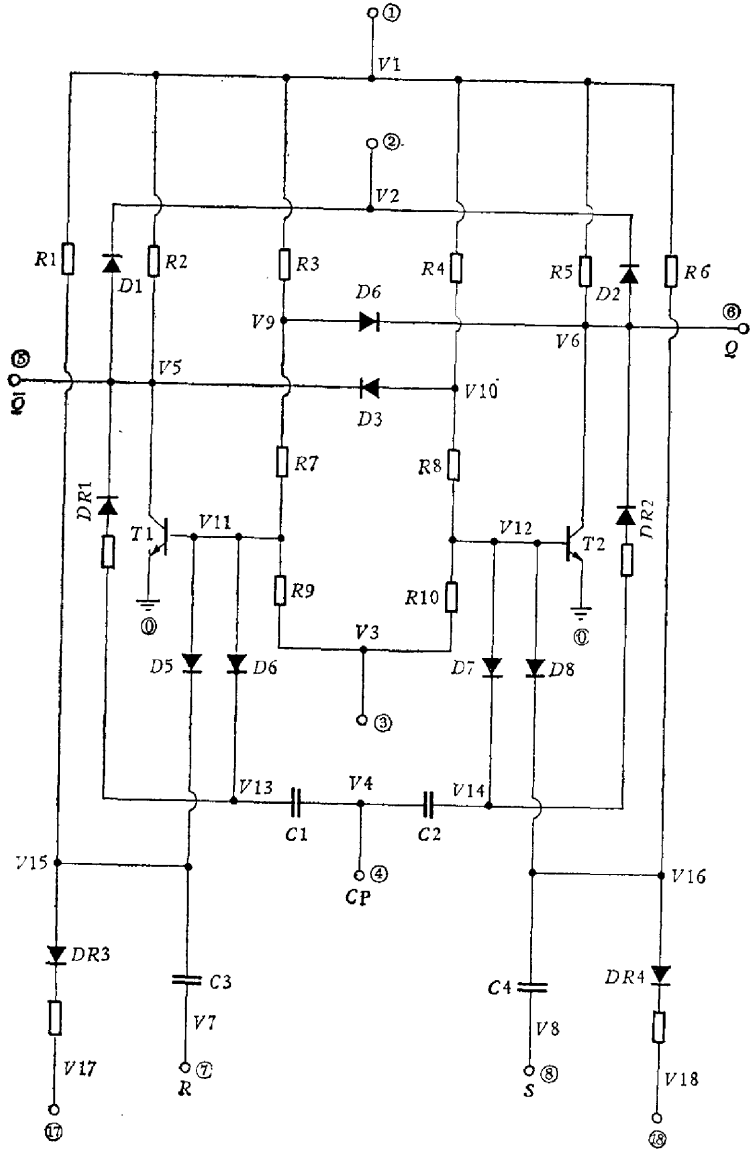 ①
V1
②
V2
R1
D1
R2
R3
R4
R5
D2
R6
V9
D6
⑥
V6
Q
⑤
V5
Q̄
D3
V10
R7
R8
DR1
T1
V11
V12
T2
DR2
R9
R10
⓪
⓪
V3
D5
D6
D7
D8
③
V13
V4
V14
C1
C2
④
CP
V15
V16
DR3
C3
C4
DR4
V7
V8
V17
V18
⑦
R
⑧
S
⑰
⑱